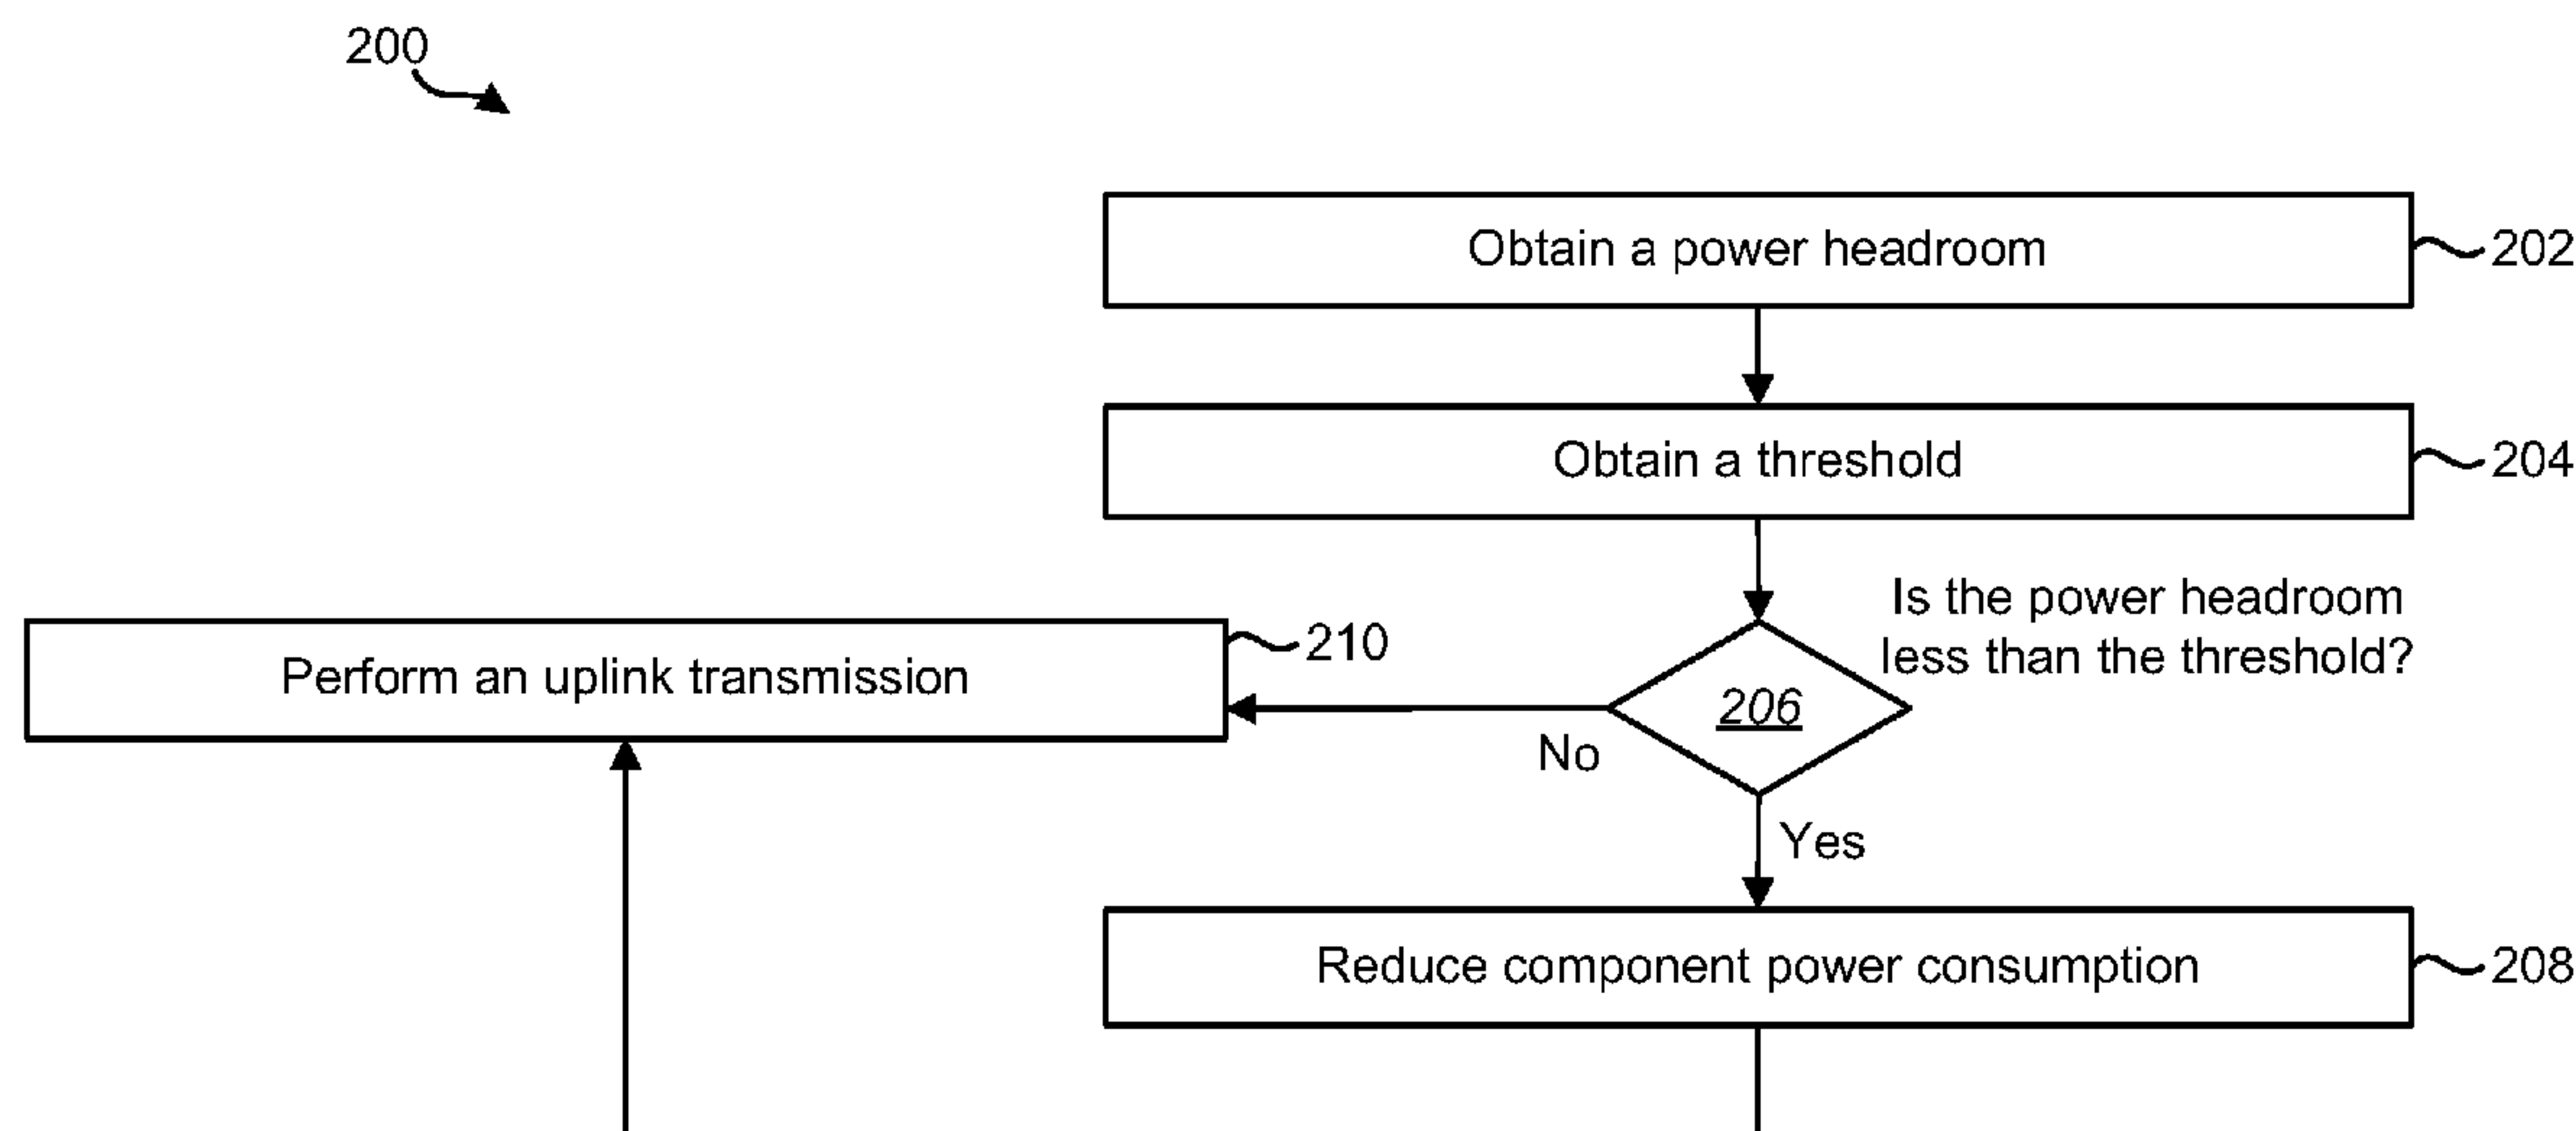 200
Obtain a power headroom
202
Obtain a threshold
204
Is the power headroom
less than the threshold?
Perform an uplink transmission
210
206
No
Yes
Reduce component power consumption
208